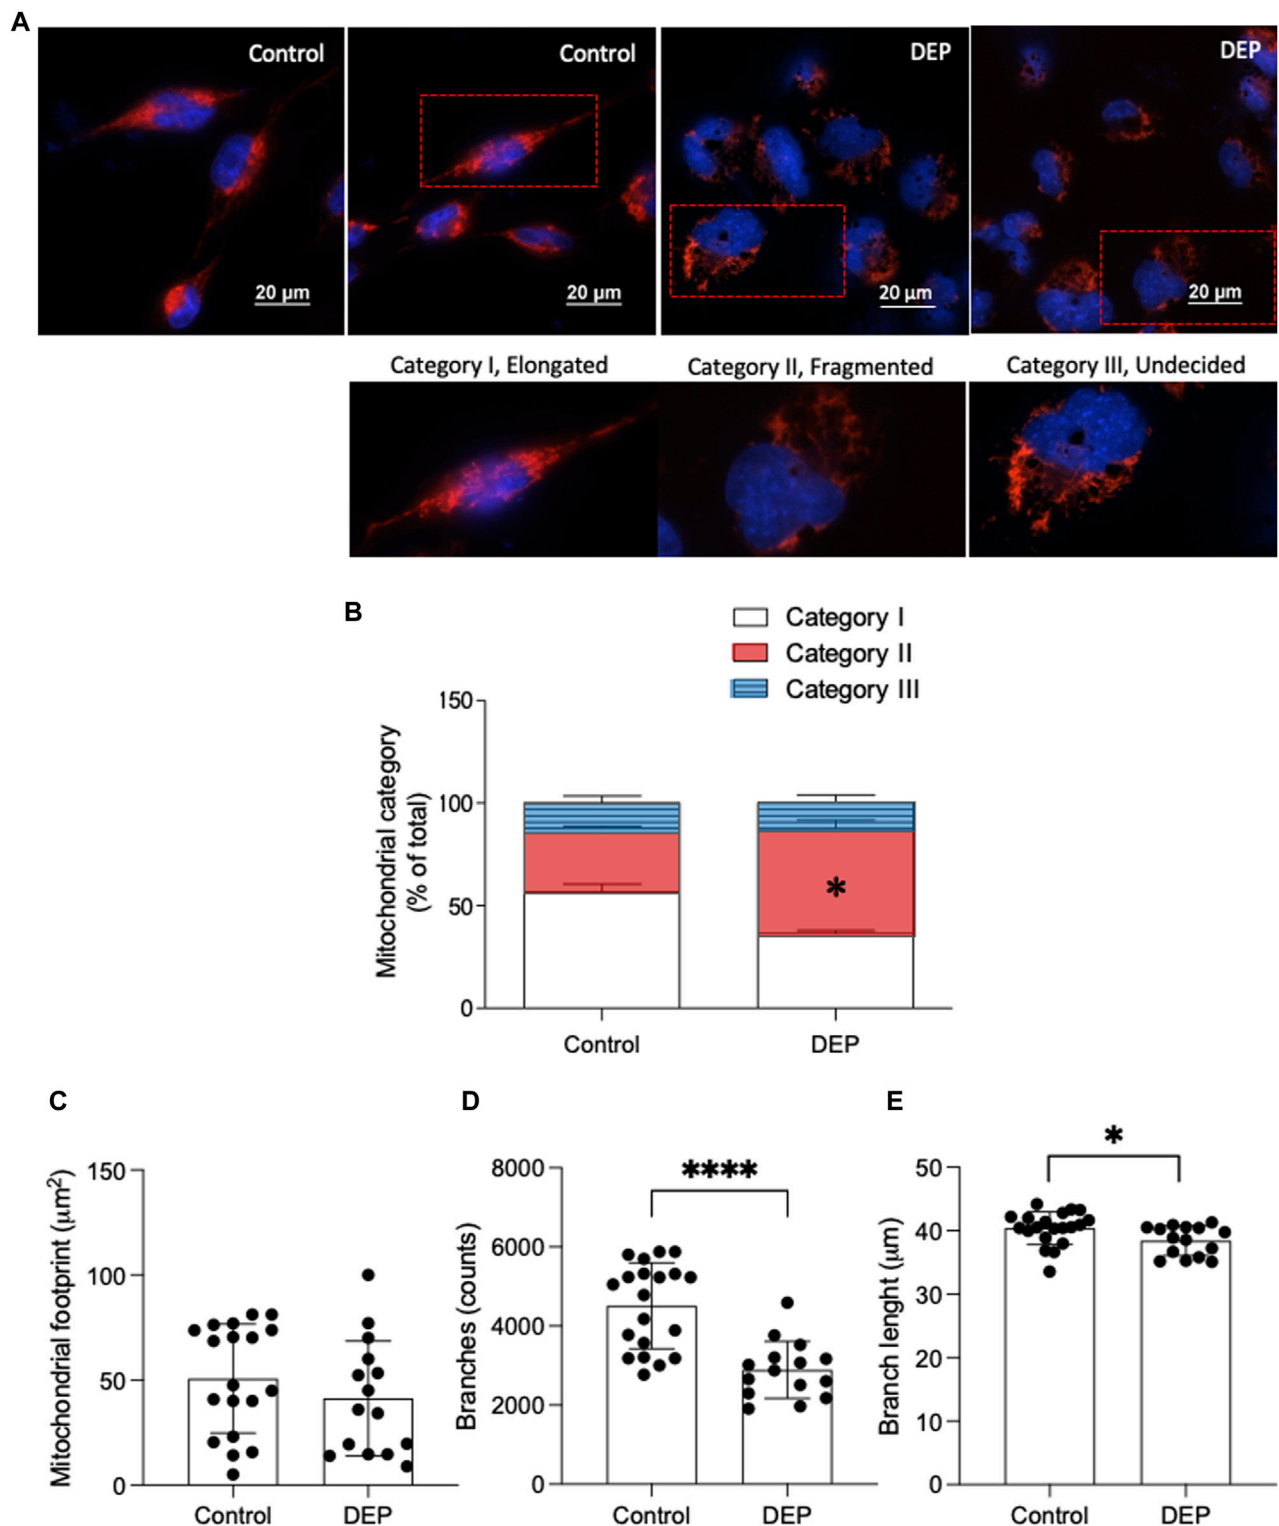 A
Control
Control
DEP
DEP
20 µm
20 µm
20 µm
20 µm
Category I, Elongated
Category II, Fragmented
Category III, Undecided
B
Category I
Category II
Category III
Mitochondrial category
(% of total)
150
100
50
0
*
Control
DEP
C
Mitochondrial footprint (µm2)
150
100
50
0
Control
DEP
D
Branches (counts)
8000
6000
4000
2000
0
****
Control
DEP
E
Branch lenght (µm)
50
40
30
20
10
0
*
Control
DEP